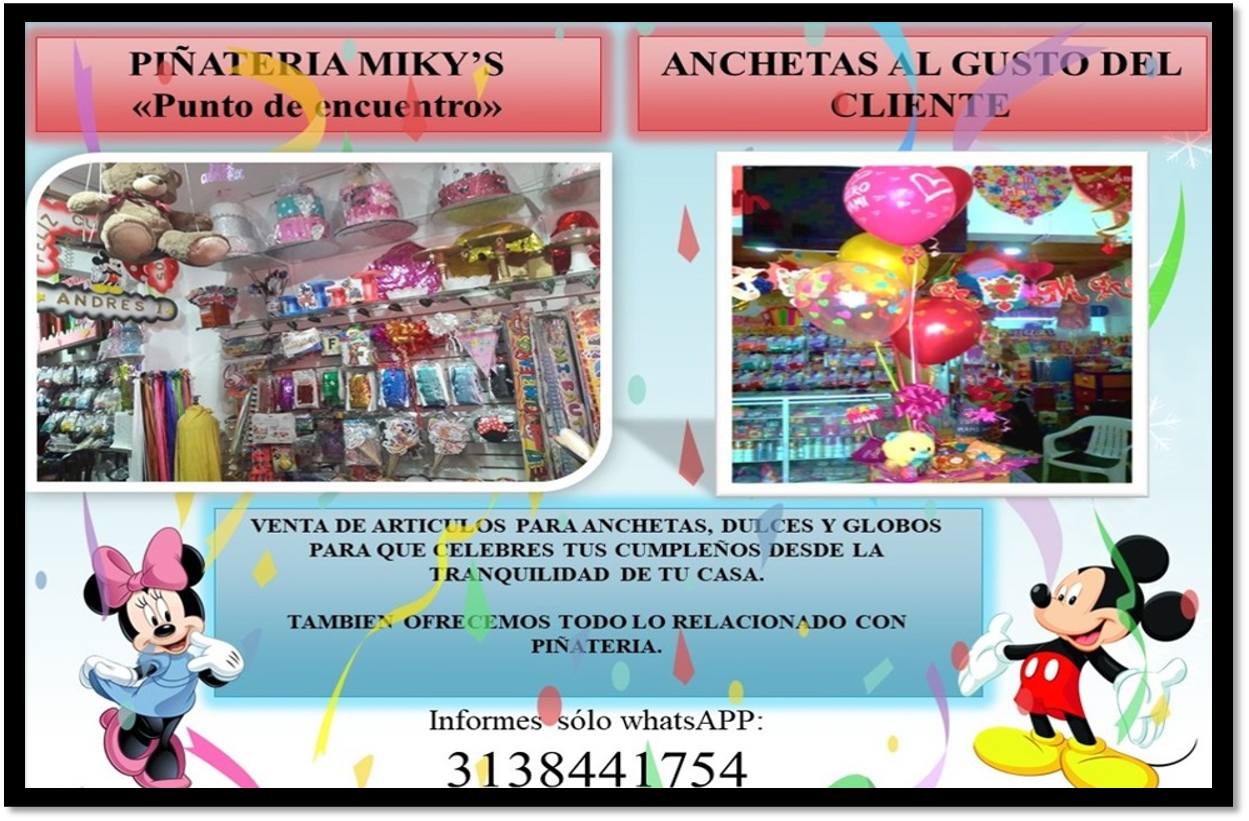 PIÑATERIA MIKY’S
«Punto de encuentro»
ANCHETAS AL GUSTO DEL
CLIENTE
FELIZ
ANDRES
VENTA DE ARTICULOS PARA ANCHETAS, DULCES Y GLOBOS
PARA QUE CELEBRES TUS CUMPLEÑOS DESDE LA
TRANQUILIDAD DE TU CASA.
TAMBIEN OFRECEMOS TODO LO RELACIONADO CON
PIÑATERIA.
Informes sólo whatsAPP:
3138441754